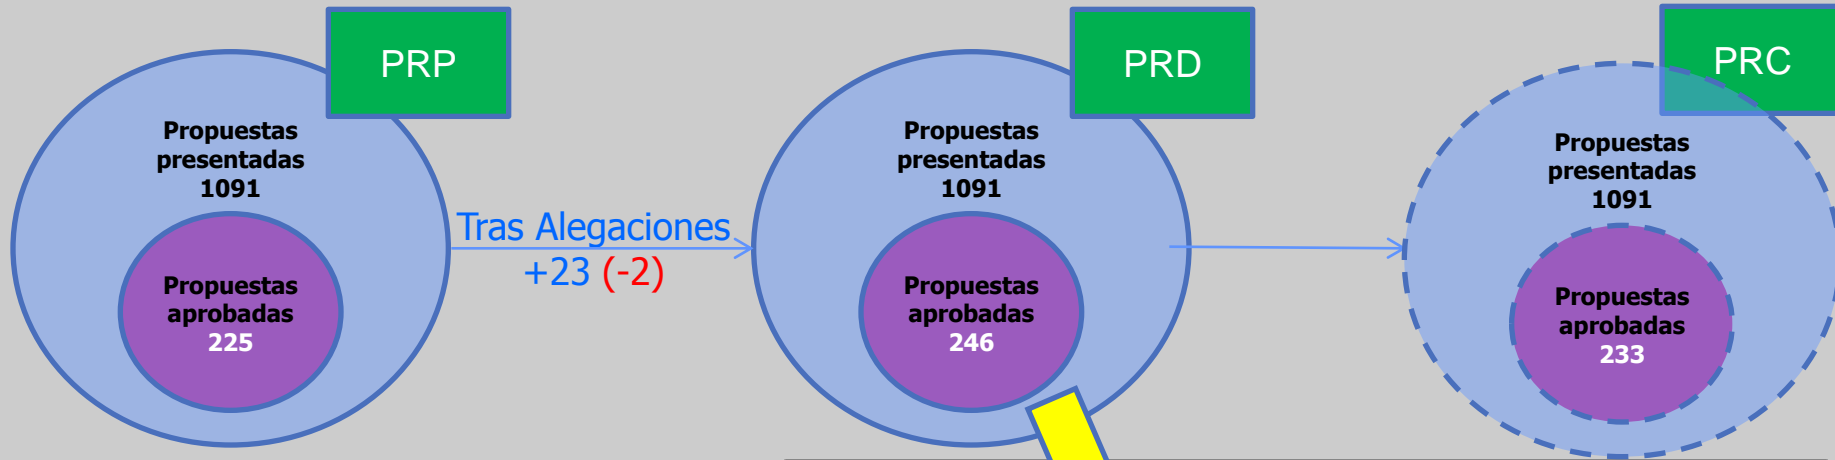 PRP
Propuestas
presentadas
1091
Propuestas
aprobadas
225
Tras Alegaciones
+23 (-2)
PRD
Propuestas
presentadas
1091
Propuestas
aprobadas
246
PRC
Propuestas
presentadas
1091
Propuestas
aprobadas
233